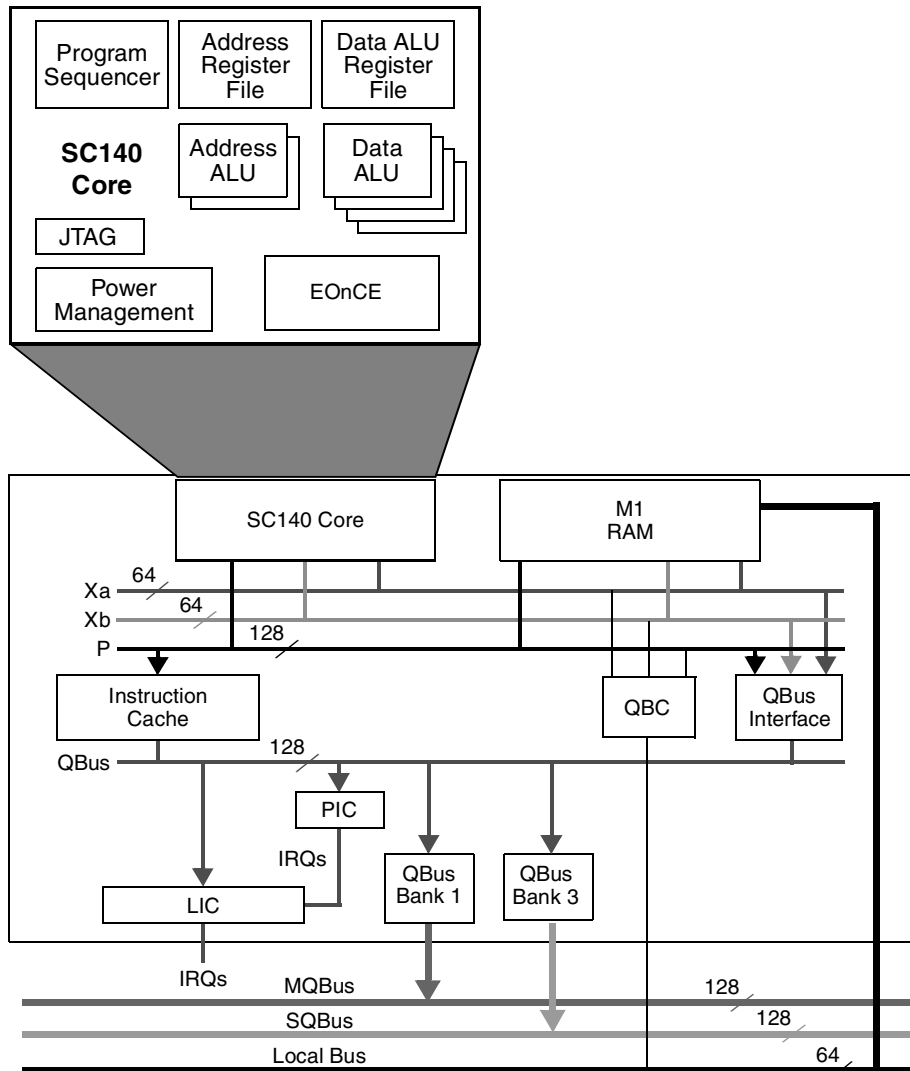 Program
Sequencer
Address
Register
File
Data ALU
Register
File
SC140
Core
Address
ALU
Data
ALU
JTAG
Power
Management
EOnCE
SC140 Core
M1
RAM
Xa
64
Xb
64
P
128
Instruction
Cache
QBC
QBus
Interface
QBus
128
PIC
IRQs
LIC
QBus
Bank 1
QBus
Bank 3
IRQs
MQBus
128
SQBus
128
Local Bus
64